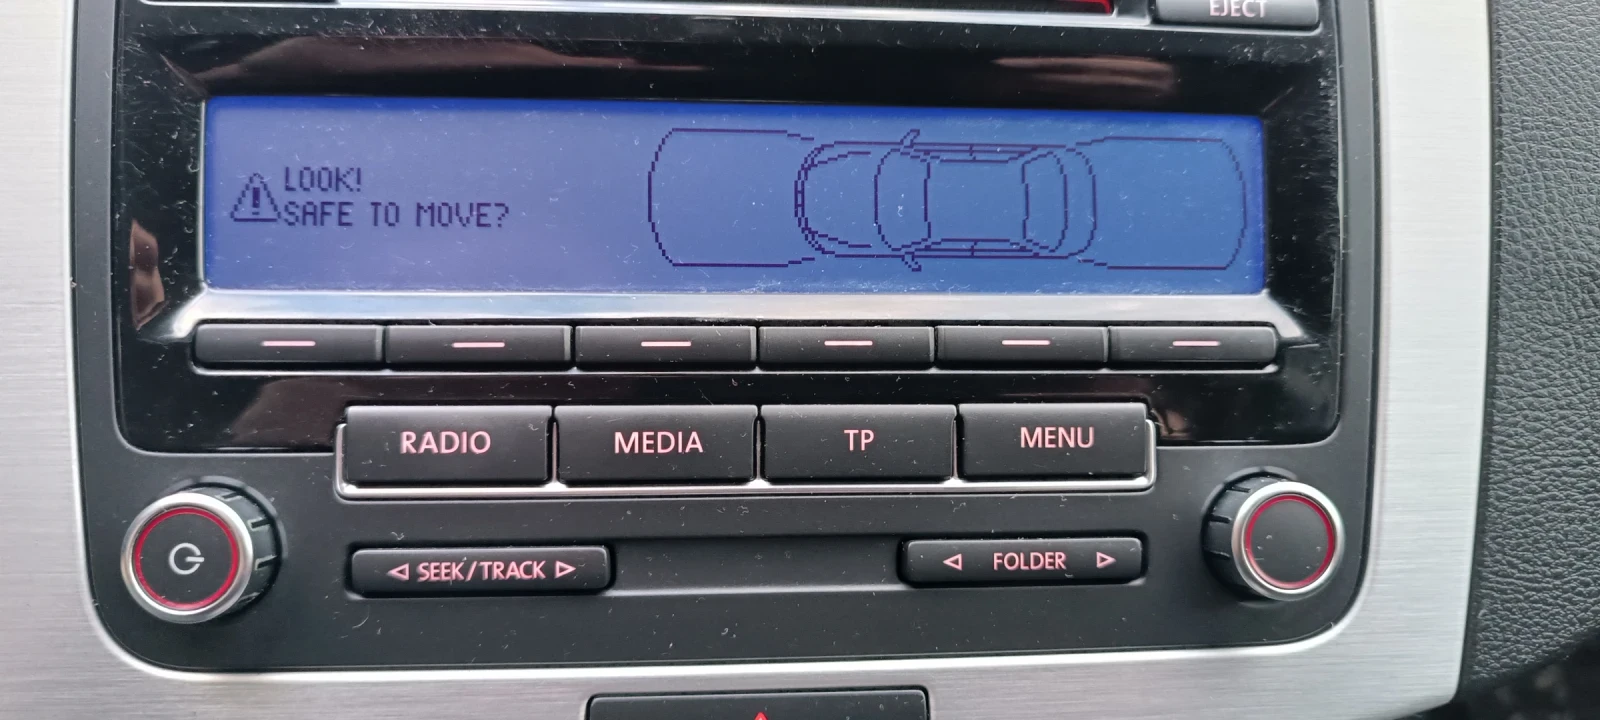 EJECT
LOOK!
SAFE TO MOVE?
RADIO MEDIA TP MENU
SEEK/TRACK FOLDER